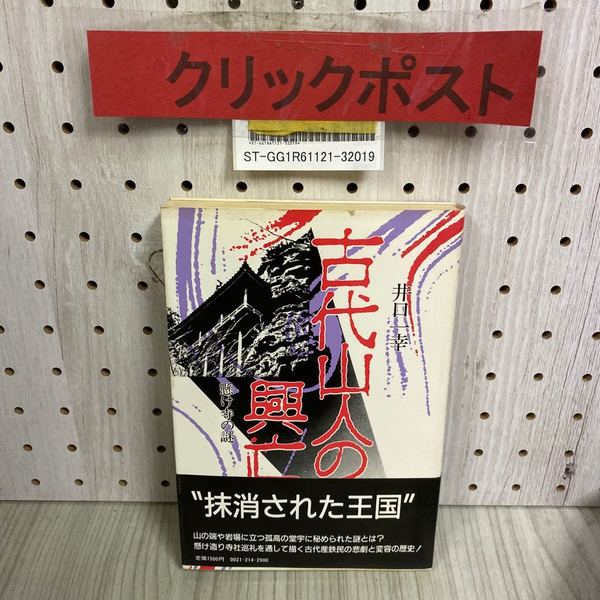 クリックポスト
*ST-GG1R61121-32019*
ST-GG1R61121-32019
古代山人の
興亡
井口一幸
懸け寺の謎
"抹消された王国"
山の端や岩場に立つ孤高の堂宇に秘められた謎とは?
懸け造り寺社巡礼を通して描く古代産鉄民の悲劇と変容の歴史!
定価1500円 0021-214-2900